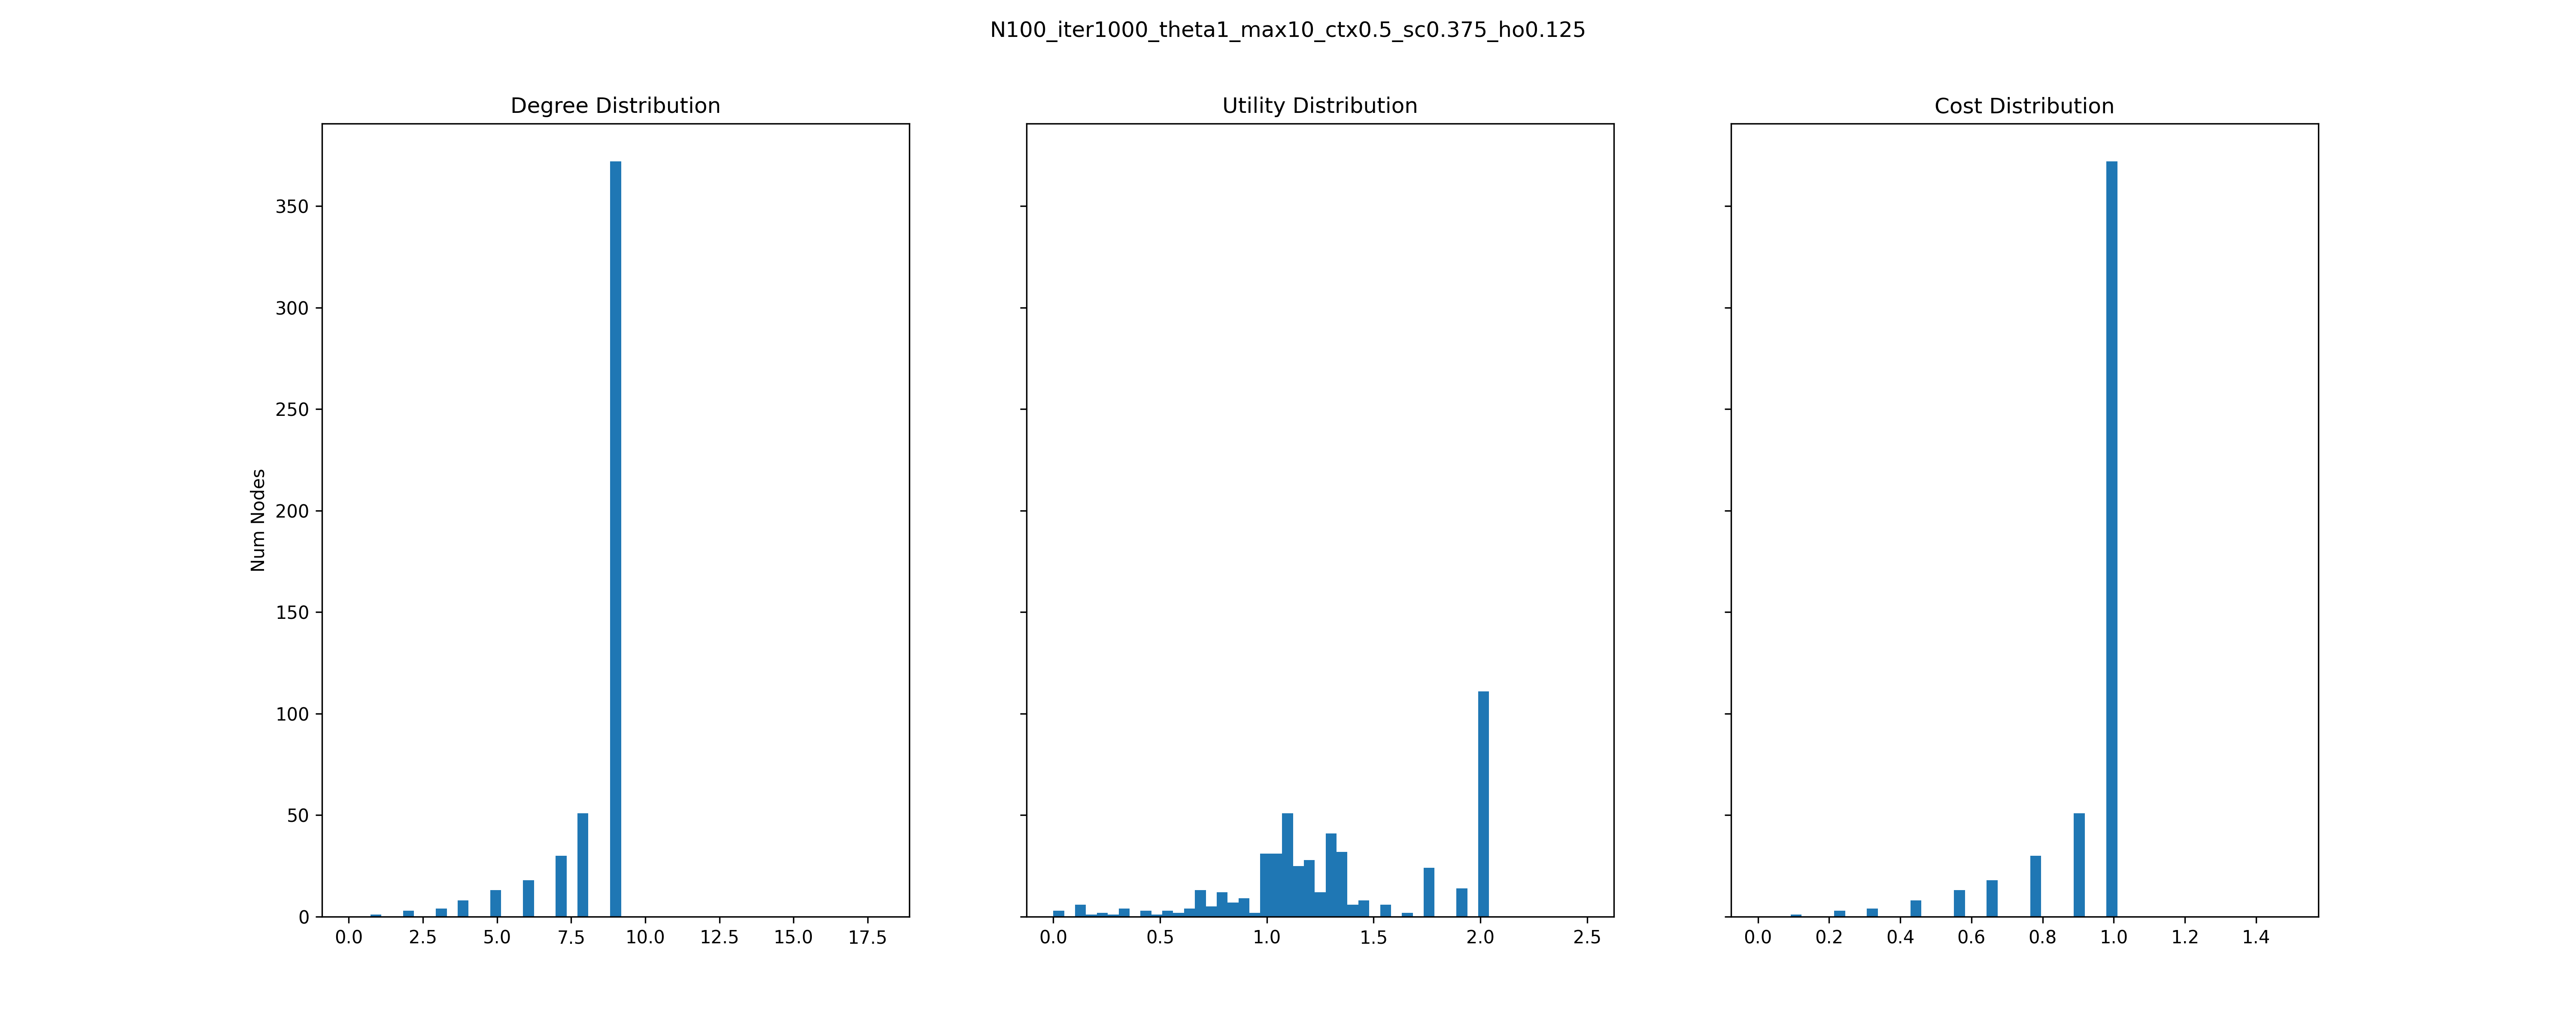 N100_iter1000_theta1_max10_ctx0.5_sc0.375_ho0.125
Degree Distribution
Utility Distribution
Cost Distribution
Num Nodes
350
300
250
200
150
100
50
0
0.0 2.5 5.0 7.5 10.0 12.5 15.0 17.5
0.0 0.5 1.0 1.5 2.0 2.5
0.0 0.2 0.4 0.6 0.8 1.0 1.2 1.4